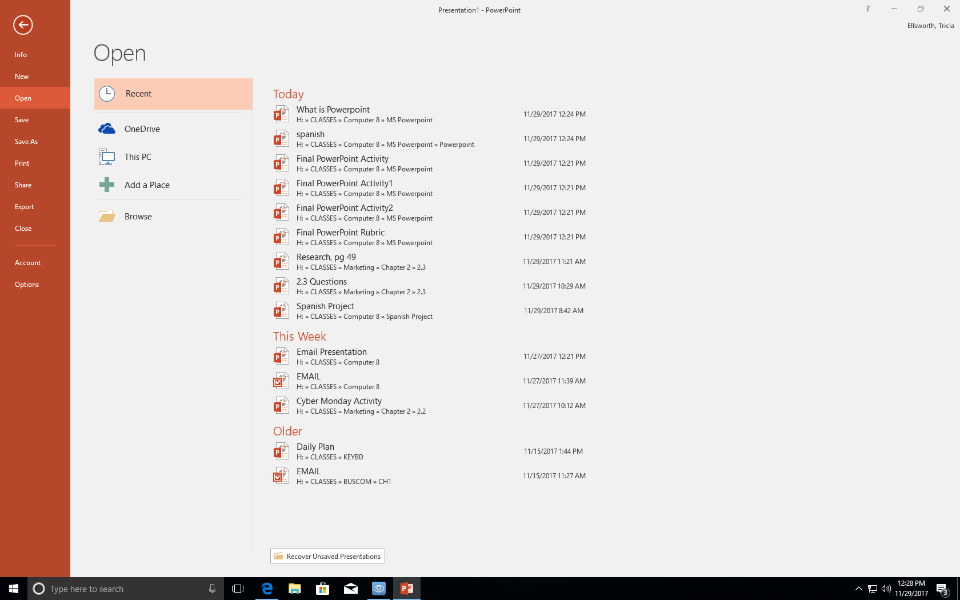 Presentation1 - PowerPoint
?
Ellsworth, Tricia
Info
New
Open
Save
Save As
Print
Share
Export
Close
Account
Options
Open
Recent
OneDrive
This PC
Add a Place
Browse
Today
What is Powerpoint 11/29/2017 12:24 PM
H: » CLASSES » Computer 8 » MS Powerpoint
spanish 11/29/2017 12:24 PM
H: » CLASSES » Computer 8 » MS Powerpoint » Powerpoint
Final PowerPoint Activity 11/29/2017 12:21 PM
H: » CLASSES » Computer 8 » MS Powerpoint
Final PowerPoint Activity1 11/29/2017 12:21 PM
H: » CLASSES » Computer 8 » MS Powerpoint
Final PowerPoint Activity2 11/29/2017 12:21 PM
H: » CLASSES » Computer 8 » MS Powerpoint
Final PowerPoint Rubric 11/29/2017 12:21 PM
H: » CLASSES » Computer 8 » MS Powerpoint
Research, pg 49 11/29/2017 11:21 AM
H: » CLASSES » Marketing » Chapter 2 » 2.3
2.3 Questions 11/29/2017 10:29 AM
H: » CLASSES » Marketing » Chapter 2 » 2.3
Spanish Project 11/29/2017 8:42 AM
H: » CLASSES » Computer 8 » Spanish Project
This Week
Email Presentation 11/27/2017 12:21 PM
H: » CLASSES » Computer 8
EMAIL 11/27/2017 11:39 AM
H: » CLASSES » Computer 8
Cyber Monday Activity 11/27/2017 10:12 AM
H: » CLASSES » Marketing » Chapter 2 » 2.2
Older
Daily Plan 11/15/2017 1:44 PM
H: » CLASSES » KEYBD
EMAIL 11/15/2017 11:27 AM
H: » CLASSES » BUSCOM » CH1
Recover Unsaved Presentations
Type here to search
12:28 PM
11/29/2017
3